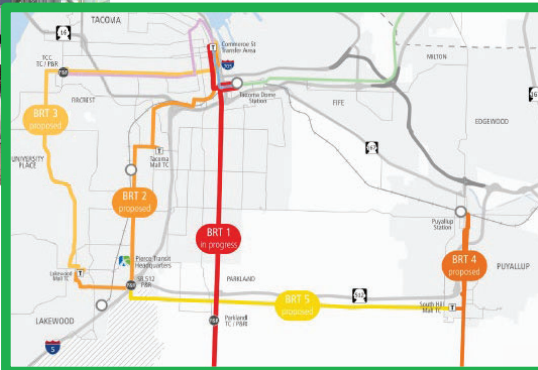 TACOMA
16
Commerce St
Transfer Area
T
705
MILTON
TCC
TC / P&R
P&R
Tacoma Dome
Station
FIFE
FIRCREST
EDGEWOOD
BRT 3
proposed
UNIVERSITY
PLACE
T
Tacoma
Mall TC
167
BRT 2
proposed
Puyallup
Station
BRT 1
in progress
BRT 4
proposed
PUYALLUP
Pierce Transit
Headquarters
Lakewood
Mall TC
T
SR 512
P&R
P&R
PARKLAND
512
BRT 5
proposed
South Hill
Mall TC
T
LAKEWOOD
P&R
Parkland
TC / P&R
5